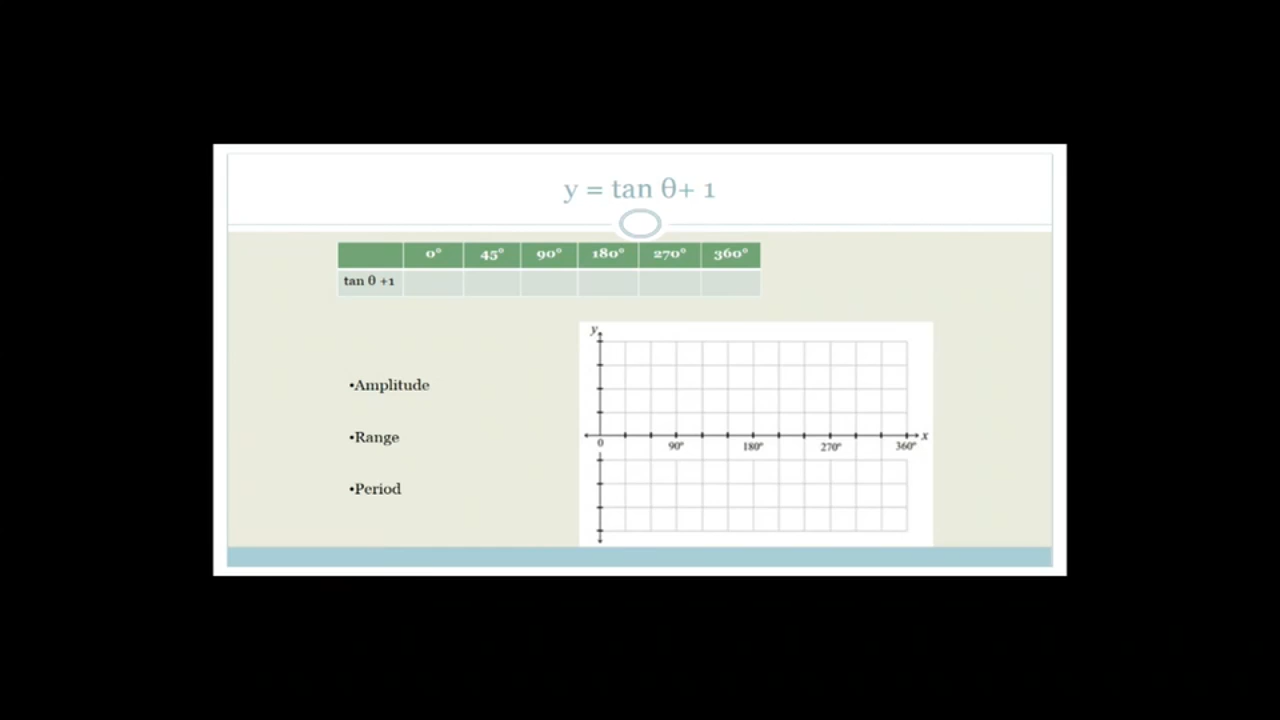 y = tan θ+ 1
0° 45° 90° 180° 270° 360°
tan θ +1
•Amplitude
•Range
•Period
y
x
0 90° 180° 270° 360°